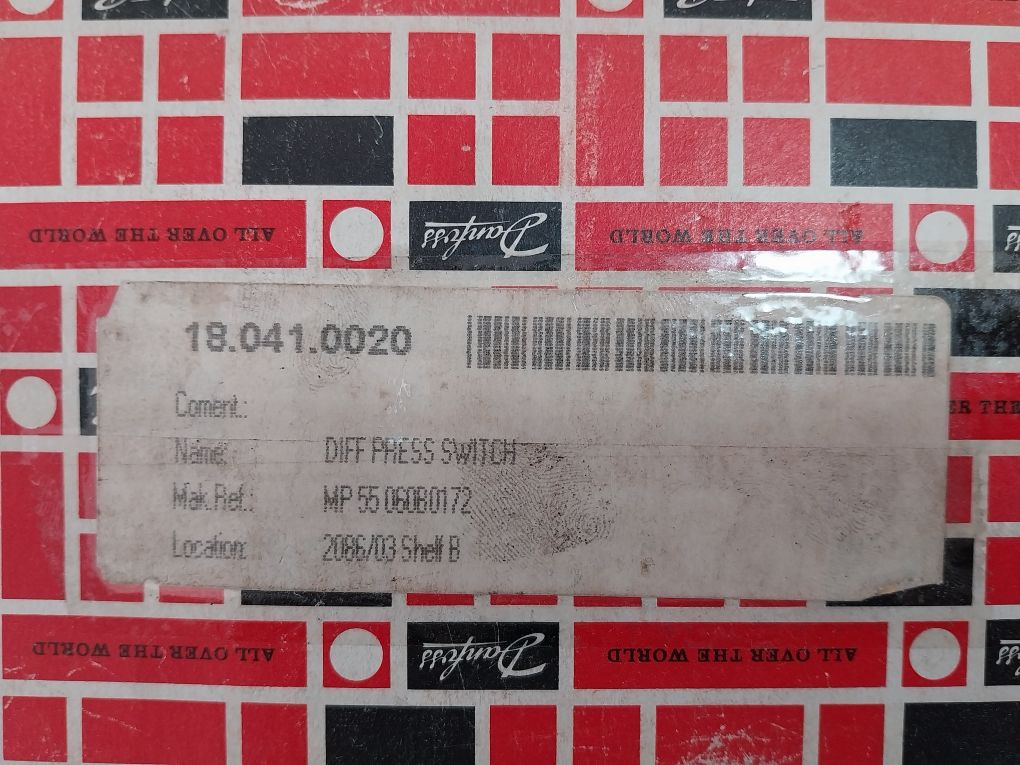 ALL OVER THE WORLD
Danfoss
ALL OVER THE WORLD
18.041.0020
Coment.:
Name: DIFF PRESS SWITCH
Mak.Ref.: MP 55 060B0172
Location: 2086/03 Shelf B
ALL OVER THE WORLD
Danfoss
ALL OVER THE WORLD